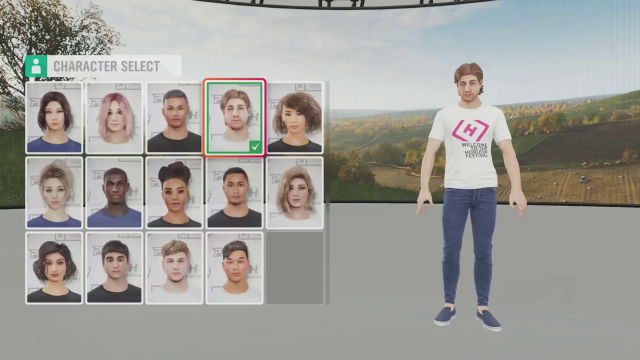 CHARACTER SELECT
H
WELCOME
TO THE
HORIZON
FESTIVAL